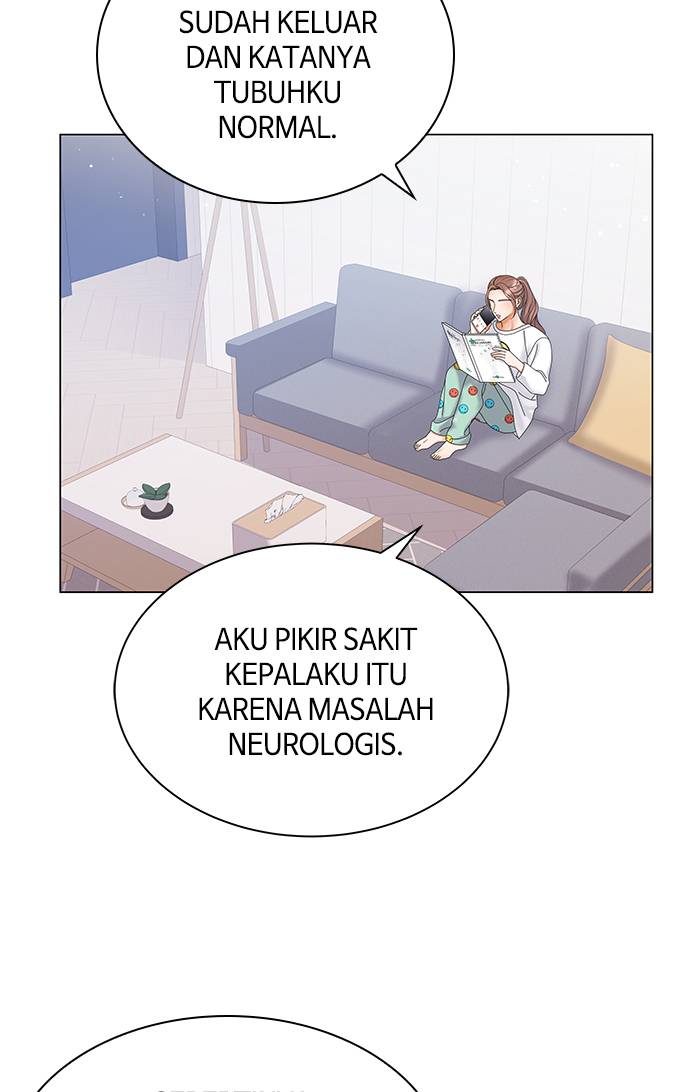 SUDAH KELUAR
DAN KATANYA
TUBUHKU
NORMAL.
AKU PIKIR SAKIT
KEPALAKU ITU
KARENA MASALAH
NEUROLOGIS.